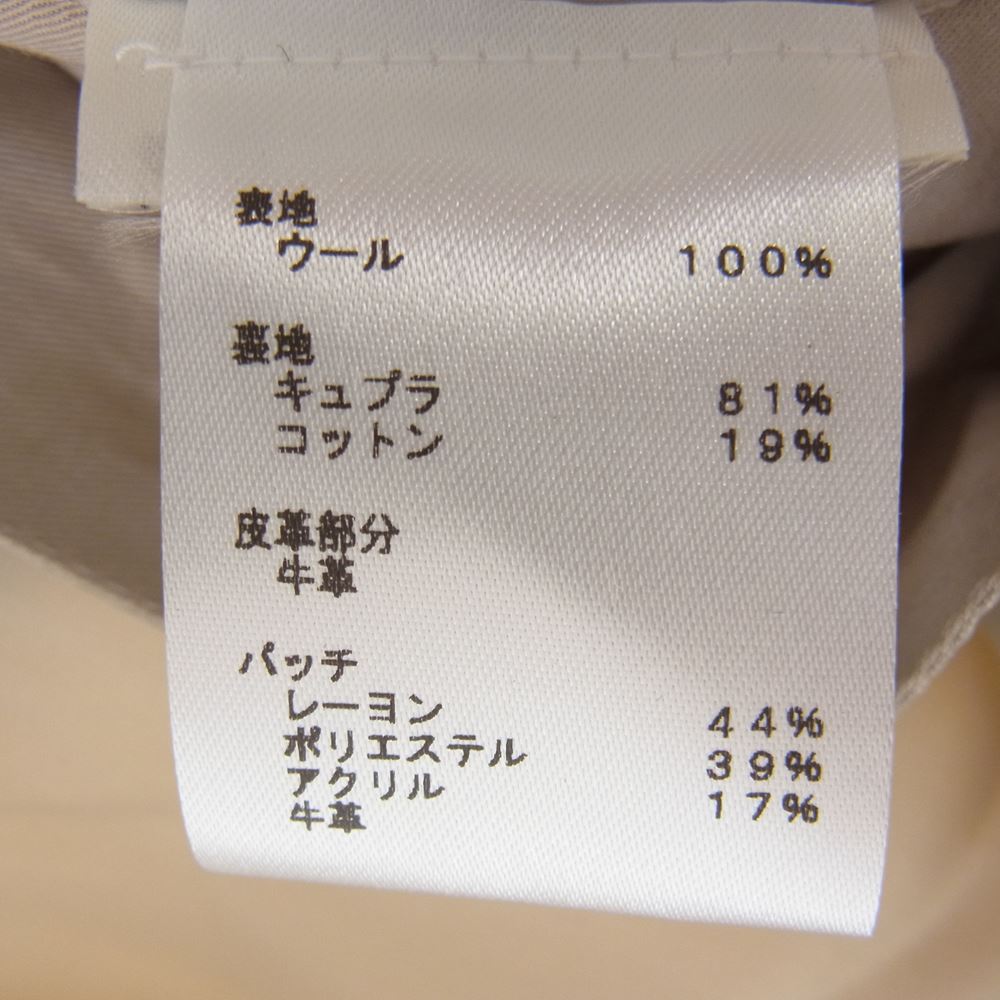 表地
ウール 100%
裏地
キュプラ 81%
コットン 19%
皮革部分
牛革
パッチ
レーヨン 44%
ポリエステル 39%
アクリル 17%
牛革